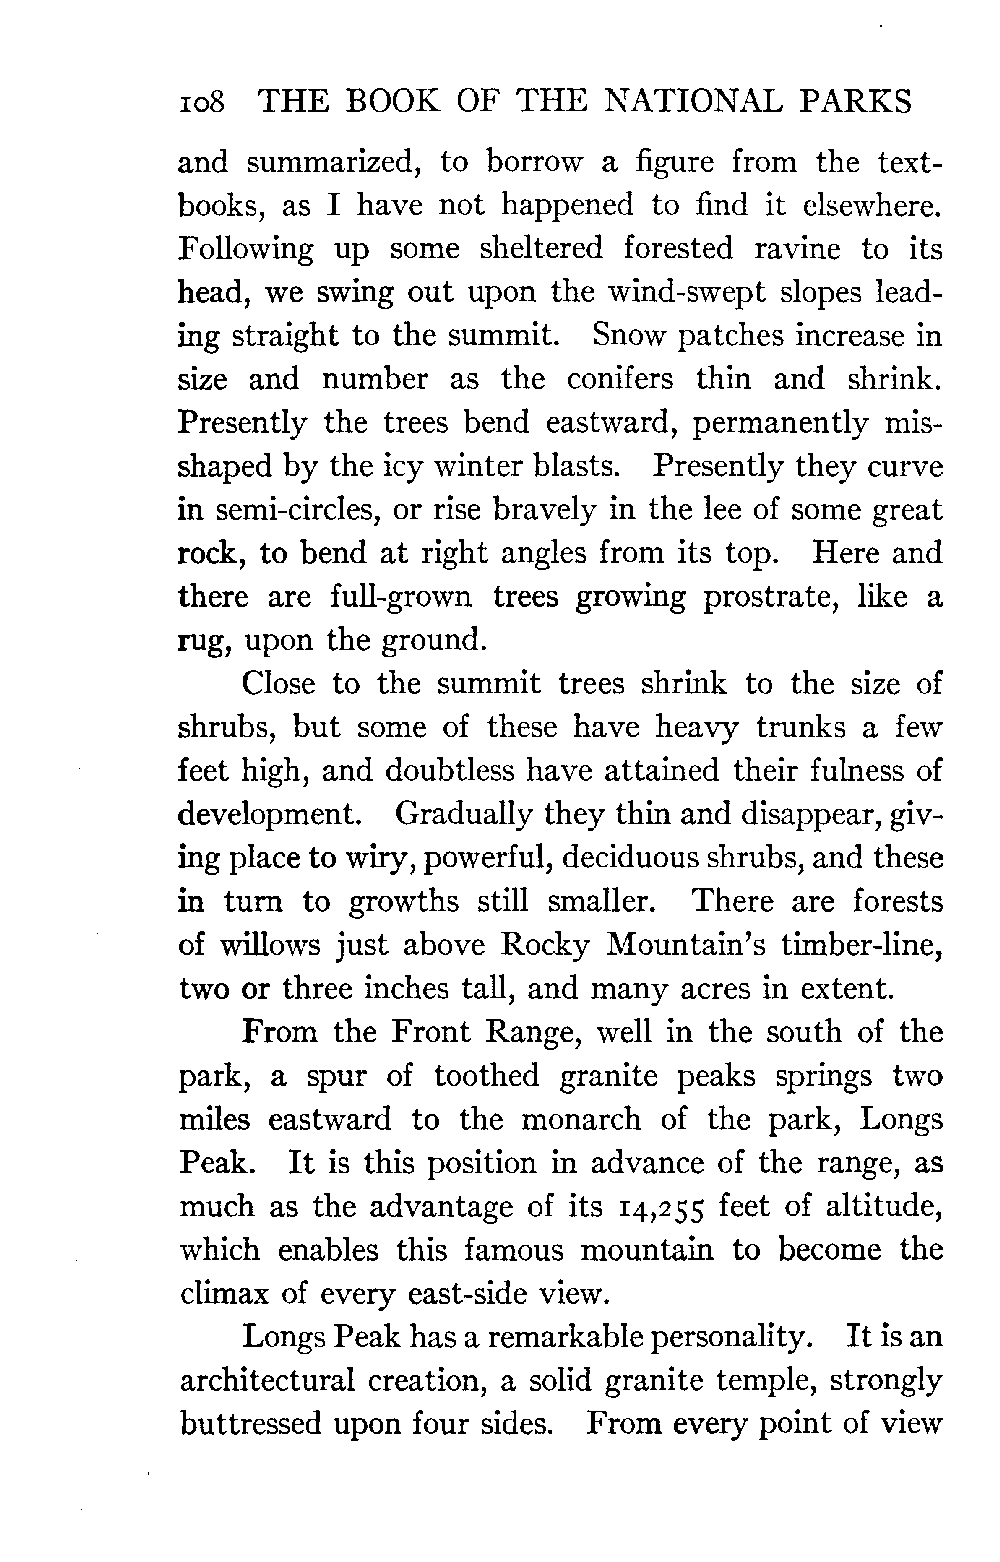 108 THE BOOK OF THE NATIONAL PARKS
and summarized, to borrow a figure from the text-
books, as I have not happened to find it elsewhere.
Following up some sheltered forested ravine to its
head, we swing out upon the wind-swept slopes lead-
ing straight to the summit. Snow patches increase in
size and number as the conifers thin and shrink.
Presently the trees bend eastward, permanently mis-
shaped by the icy winter blasts. Presently they curve
in semi-circles, or rise bravely in the lee of some great
rock, to bend at right angles from its top. Here and
there are full-grown trees growing prostrate, like a
rug, upon the ground.
Close to the summit trees shrink to the size of
shrubs, but some of these have heavy trunks a few
feet high, and doubtless have attained their fulness of
development. Gradually they thin and disappear, giv-
ing place to wiry, powerful, deciduous shrubs, and these
in turn to growths still smaller. There are forests
of willows just above Rocky Mountain's timber-line,
two or three inches tall, and many acres in extent.
From the Front Range, well in the south of the
park, a spur of toothed granite peaks springs two
miles eastward to the monarch of the park, Longs
Peak. It is this position in advance of the range, as
much as the advantage of its 14,255 feet of altitude,
which enables this famous mountain to become the
climax of every east-side view.
Longs Peak has a remarkable personality. It is an
architectural creation, a solid granite temple, strongly
buttressed upon four sides. From every point of view